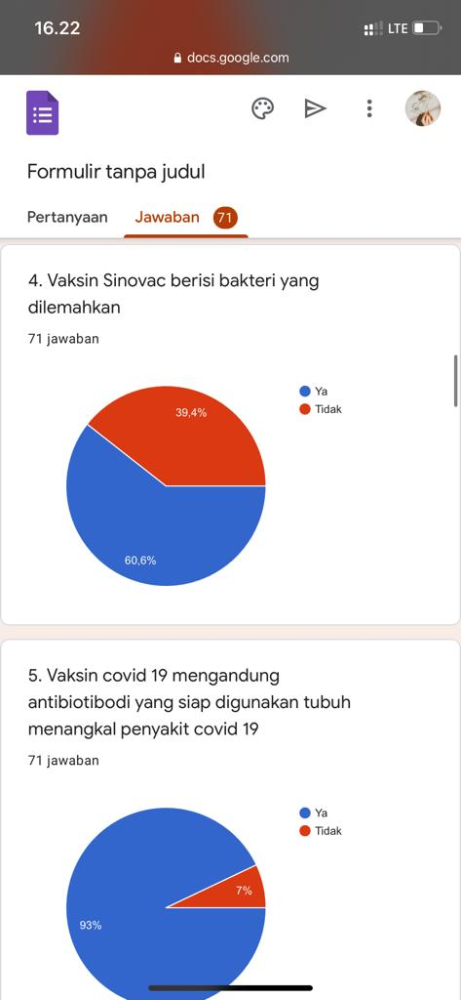 16.22
LTE
docs.google.com
Formulir tanpa judul
Pertanyaan
Jawaban 71
4. Vaksin Sinovac berisi bakteri yang
dilemahkan
71 jawaban
Ya
Tidak
39,4%
60,6%
5. Vaksin covid 19 mengandung
antibiotibodi yang siap digunakan tubuh
menangkal penyakit covid 19
71 jawaban
Ya
Tidak
7%
93%